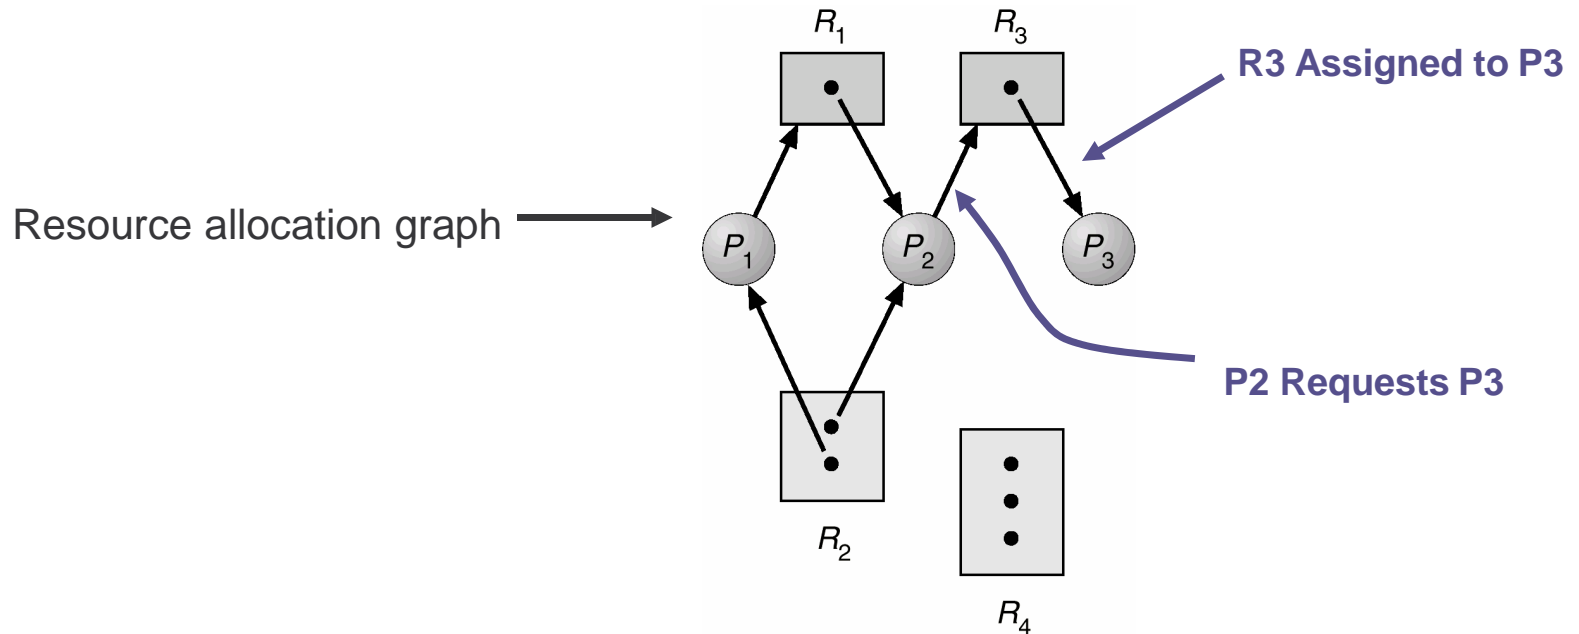 R1
R3
R3 Assigned to P3
Resource allocation graph
P1
P2
P3
P2 Requests P3
R2
R4